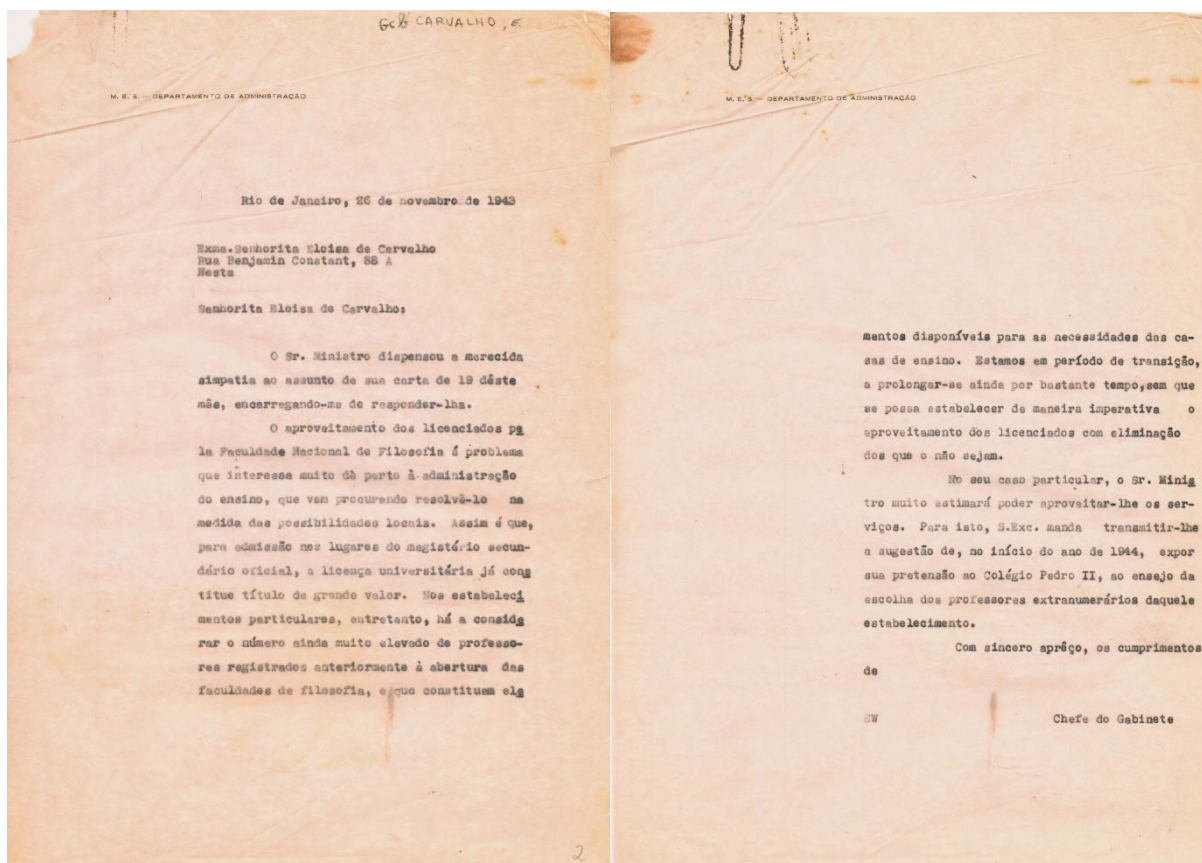 GcB CARVALHO, E
M. E. S. — DEPARTAMENTO DE ADMINISTRAÇÃO
Rio de Janeiro, 26 de novembro de 1943
Exma.Senhorita Eloisa de Carvalho
Rua Benjamin Constant, 88 A
Nesta
Senhorita Eloisa de Carvalho:
O Sr. Ministro dispensou a merecida
simpatia ao assunto de sua carta de 19 dêste
mês, encarregando-me de responder-lha.
O aproveitamento dos licenciados pe
la Faculdade Nacional de Filosofia é problema
que interessa muito de perto à administração
do ensino, que vem procurando resolvê-lo na
medida das possibilidades locais. Assim é que,
para admissão nos lugares do magistério secun-
dário oficial, a licença universitária já cons
titue título de grande valor. Nos estabeleci
mentos particulares, entretanto, há a conside
rar o número ainda muito elevado de professo-
res registrados anteriormente à abertura das
faculdades de filosofia, e que constituem ele
2
M. E. S. — DEPARTAMENTO DE ADMINISTRAÇÃO
mentos disponíveis para as necessidades das ca-
sas de ensino. Estamos em período de transição,
a prolongar-se ainda por bastante tempo,sem que
se possa estabelecer de maneira imperativa o
aproveitamento dos licenciados com eliminação
dos que o não sejam.
No seu caso particular, o Sr. Minis
tro muito estimará poder aproveitar-lhe os ser-
viços. Para isto, S.Exc. manda transmitir-lhe
a sugestão de, no início do ano de 1944, expor
sua pretensão ao Colégio Pedro II, ao ensejo da
escolha dos professores extranumerários daquele
estabelecimento.
Com sincero aprêço, os cumprimentos
de
EW Chefe do Gabinete